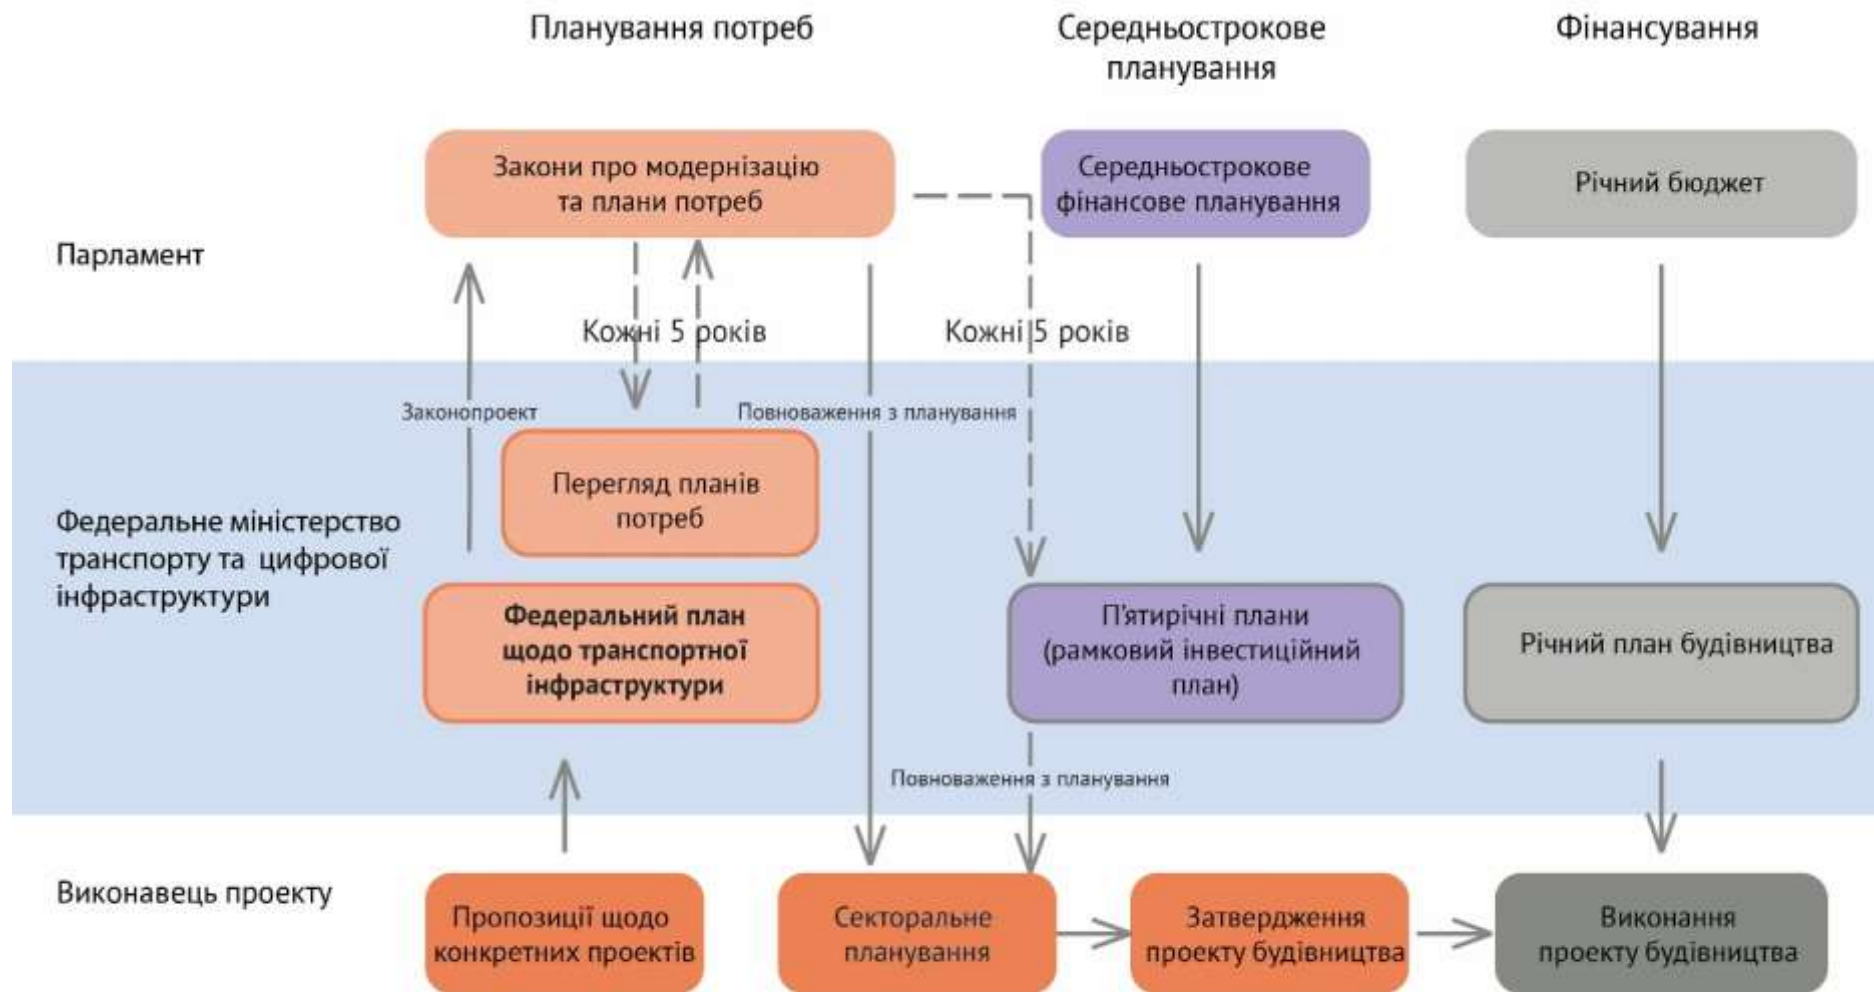 Планування потреб
Середньострокове
планування
Фінансування
Закони про модернізацію
та плани потреб
Середньострокове
фінансове планування
Річний бюджет
Парламент
Кожні 5 років
Кожні 5 років
Законопроект
Повноваження з планування
Перегляд планів
потреб
Федеральне міністерство
транспорту та цифрової
інфраструктури
Федеральний план
щодо транспортної
інфраструктури
П'ятирічні плани
(рамковий інвестиційний
план)
Річний план будівництва
Повноваження з планування
Виконавець проекту
Пропозиції щодо
конкретних проектів
Секторальне
планування
Затвердження
проекту будівництва
Виконання
проекту будівництва